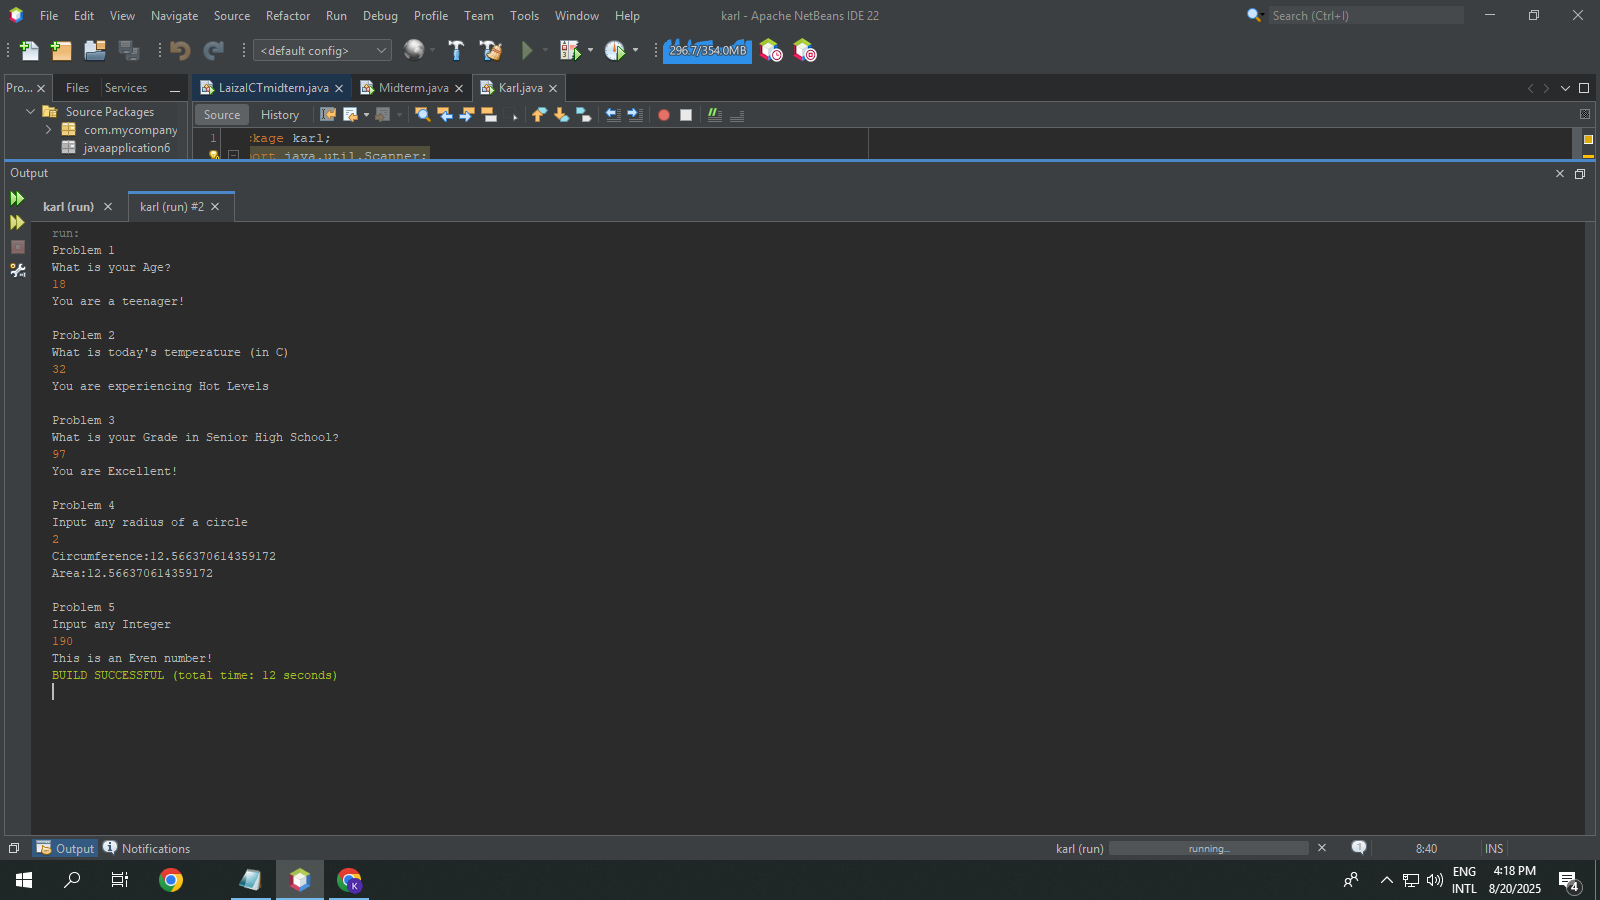 File Edit View Navigate Source Refactor Run Debug Profile Team Tools Window Help
karl - Apache NetBeans IDE 22
Search (Ctrl+I)
<default config>
296.7/354.0MB
Pro... Files Services
LaizaICTmidtern.java Midterm.java Karl.java
Source Packages
com.mycompany
javaapplication6
Source History
1 kage karl;
ort java.util.Scanner;
Output
karl (run) karl (run) #2
run:
Problem 1
What is your Age?
18
You are a teenager!
Problem 2
What is today's temperature (in C)
32
You are experiencing Hot Levels
Problem 3
What is your Grade in Senior High School?
97
You are Excellent!
Problem 4
Input any radius of a circle
2
Circumference:12.566370614359172
Area:12.566370614359172
Problem 5
Input any Integer
190
This is an Even number!
BUILD SUCCESSFUL (total time: 12 seconds)
Output Notifications
karl (run) running... 1 8:40 INS
ENG 4:18 PM
INTL 8/20/2025
4